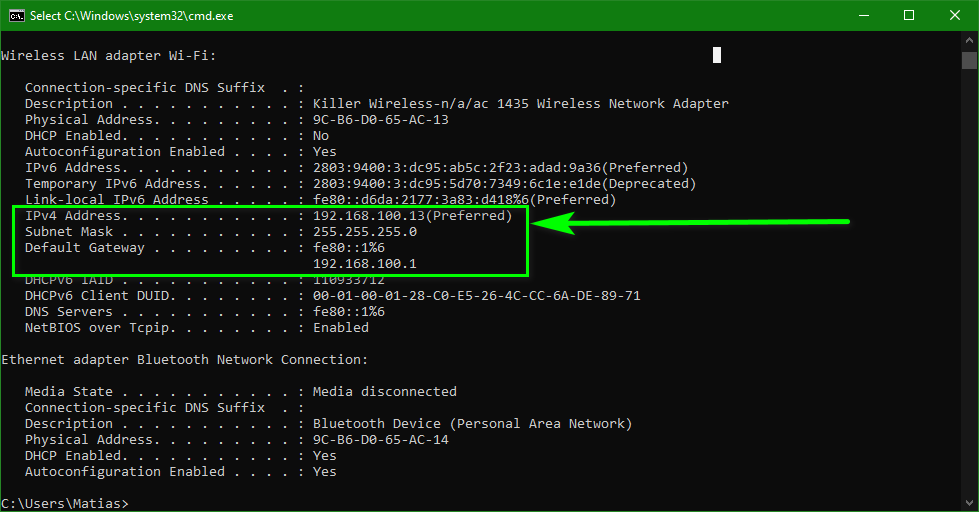 Select C:\Windows\system32\cmd.exe
Wireless LAN adapter Wi-Fi:
Connection-specific DNS Suffix  . :
Description . . . . . . . . . . . : Killer Wireless-n/a/ac 1435 Wireless Network Adapter
Physical Address. . . . . . . . . : 9C-B6-D0-65-AC-13
DHCP Enabled. . . . . . . . . . . : No
Autoconfiguration Enabled . . . . : Yes
IPv6 Address. . . . . . . . . . . : 2803:9400:3:dc95:ab5c:2f23:adad:9a36(Preferred)
Temporary IPv6 Address. . . . . . : 2803:9400:3:dc95:5d70:7349:6c1e:e1de(Deprecated)
Link-local IPv6 Address . . . . . : fe80::d6da:2177:3a83:d418%6(Preferred)
IPv4 Address. . . . . . . . . . . : 192.168.100.13(Preferred)
Subnet Mask . . . . . . . . . . . : 255.255.255.0
Default Gateway . . . . . . . . . : fe80::1%6
192.168.100.1
DHCPv6 IAID . . . . . . . . . . . : 110933712
DHCPv6 Client DUID. . . . . . . . : 00-01-00-01-28-C0-E5-26-4C-CC-6A-DE-89-71
DNS Servers . . . . . . . . . . . : fe80::1%6
NetBIOS over Tcpip. . . . . . . . : Enabled
Ethernet adapter Bluetooth Network Connection:
Media State . . . . . . . . . . . : Media disconnected
Connection-specific DNS Suffix  . :
Description . . . . . . . . . . . : Bluetooth Device (Personal Area Network)
Physical Address. . . . . . . . . : 9C-B6-D0-65-AC-14
DHCP Enabled. . . . . . . . . . . : Yes
Autoconfiguration Enabled . . . . : Yes
C:\Users\Matias>